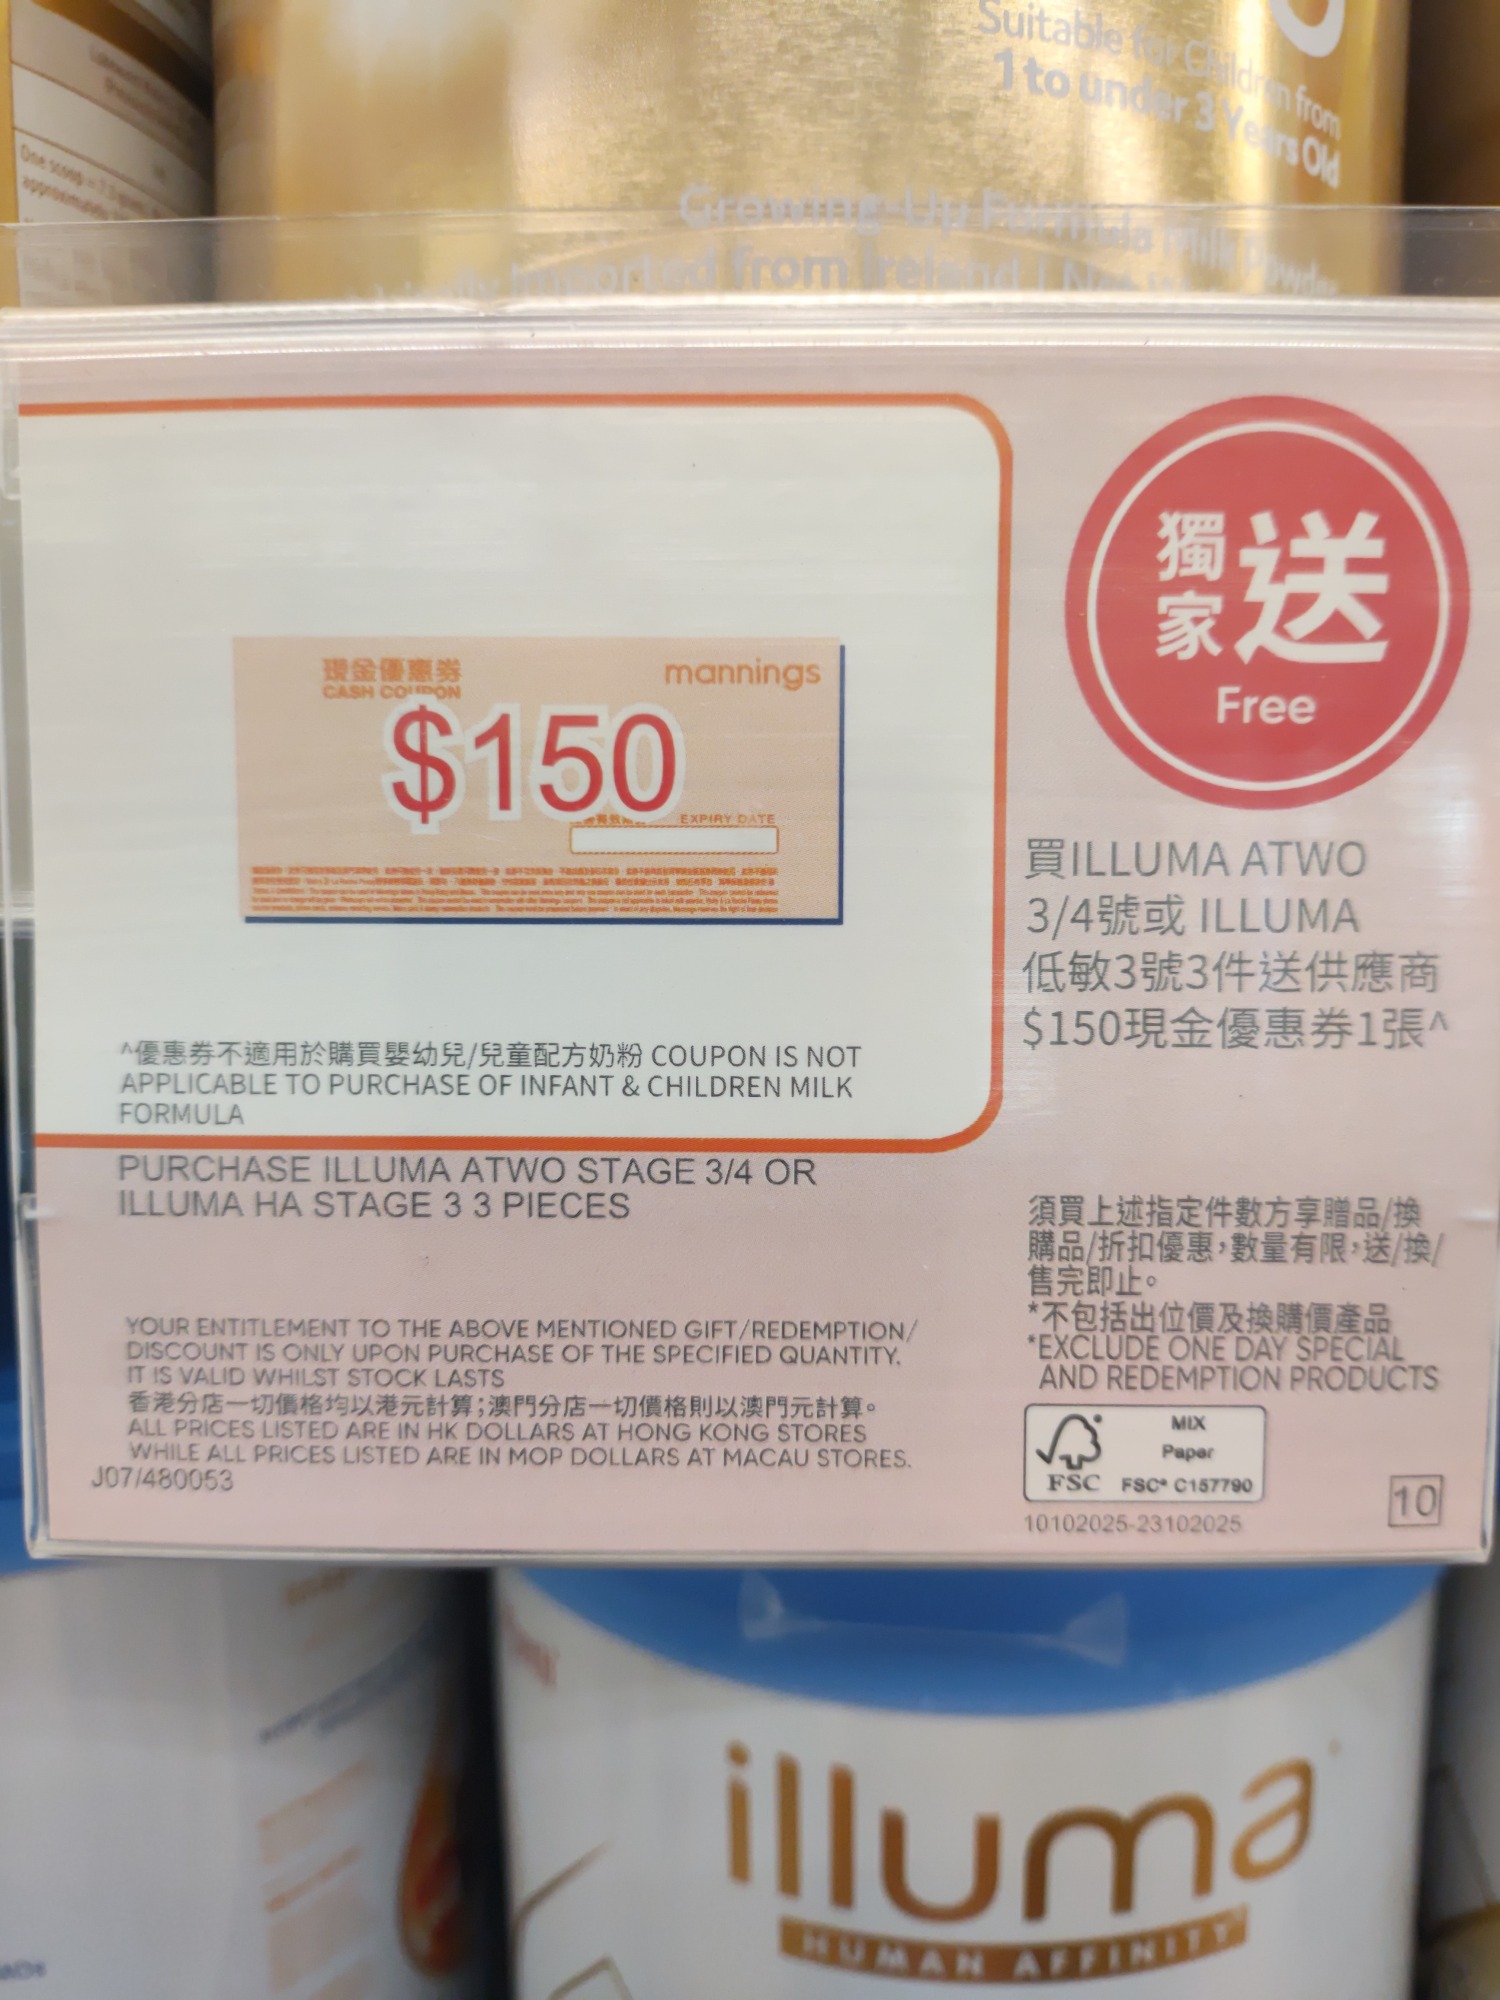 Suitable for Children from
1 to under 3 Years Old
Growing-Up Formula Milk Powder
Imported from Ireland
One scoop
獨家送
Free
現金優惠券
CASH COUPON
mannings
$150
EXPIRY DATE
買ILLUMA ATWO
3/4號或 ILLUMA
低敏3號3件送供應商
$150現金優惠券1張^
^優惠券不適用於購買嬰幼兒/兒童配方奶粉 COUPON IS NOT
APPLICABLE TO PURCHASE OF INFANT & CHILDREN MILK
FORMULA
PURCHASE ILLUMA ATWO STAGE 3/4 OR
ILLUMA HA STAGE 3 3 PIECES
須買上述指定件數方享贈品/換
購品/折扣優惠，數量有限，送/換/
售完即止。
*不包括出位價及換購價產品
*EXCLUDE ONE DAY SPECIAL
AND REDEMPTION PRODUCTS
YOUR ENTITLEMENT TO THE ABOVE MENTIONED GIFT/REDEMPTION/
DISCOUNT IS ONLY UPON PURCHASE OF THE SPECIFIED QUANTITY.
IT IS VALID WHILST STOCK LASTS
香港分店一切價格均以港元計算；澳門分店一切價格則以澳門元計算。
ALL PRICES LISTED ARE IN HK DOLLARS AT HONG KONG STORES
WHILE ALL PRICES LISTED ARE IN MOP DOLLARS AT MACAU STORES.
J07/480053
MIX
Paper
FSC FSC® C157790
10102025-23102025
10
illuma
HUMAN AFFINITY